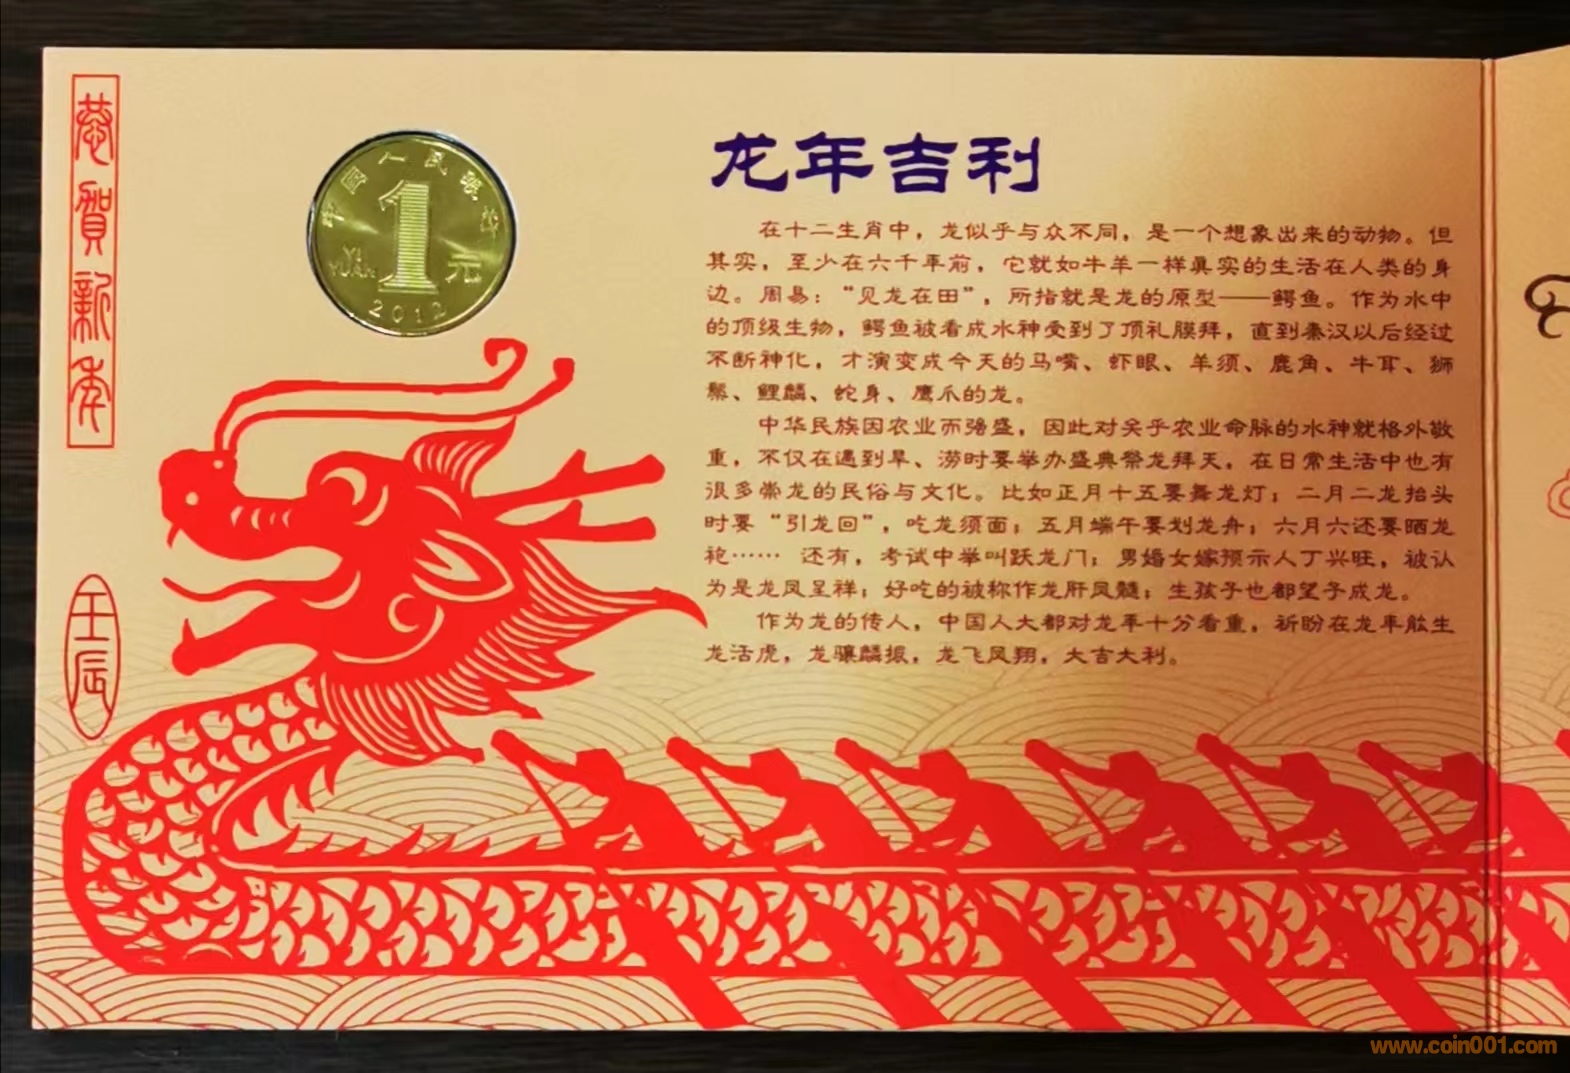 恭贺新年
壬辰
中国人民银行
1
YI YUAN
元
2012
龙年吉利
在十二生肖中，龙似乎与众不同，是一个想象出来的动物。但
其实，至少在六千年前，它就如牛羊一样真实的生活在人类的身
边。周易：“见龙在田”，所指就是龙的原型——鳄鱼。作为水中
的顶级生物，鳄鱼被看成水神受到了顶礼膜拜，直到秦汉以后经过
不断神化，才演变成今天的马嘴、虾眼、羊须、鹿角、牛耳、狮
鬃、鲤麟、蛇身、鹰爪的龙。
中华民族因农业而强盛，因此对关乎农业命脉的水神就格外敬
重，不仅在遇到旱、涝时要举办盛典祭龙拜天，在日常生活中也有
很多崇龙的民俗与文化。比如正月十五要舞龙灯；二月二龙抬头
时要“引龙回”，吃龙须面；五月端午要划龙舟；六月六还要晒龙
袍…… 还有，考试中举叫跃龙门；男婚女嫁预示人丁兴旺，被认
为是龙凤呈祥；好吃的被称作龙肝凤髓；生孩子也都望子成龙。
作为龙的传人，中国人大都对龙年十分看重，祈盼在龙年能生
龙活虎，龙骧麟振，龙飞凤翔，大吉大利。
www.coin001.com